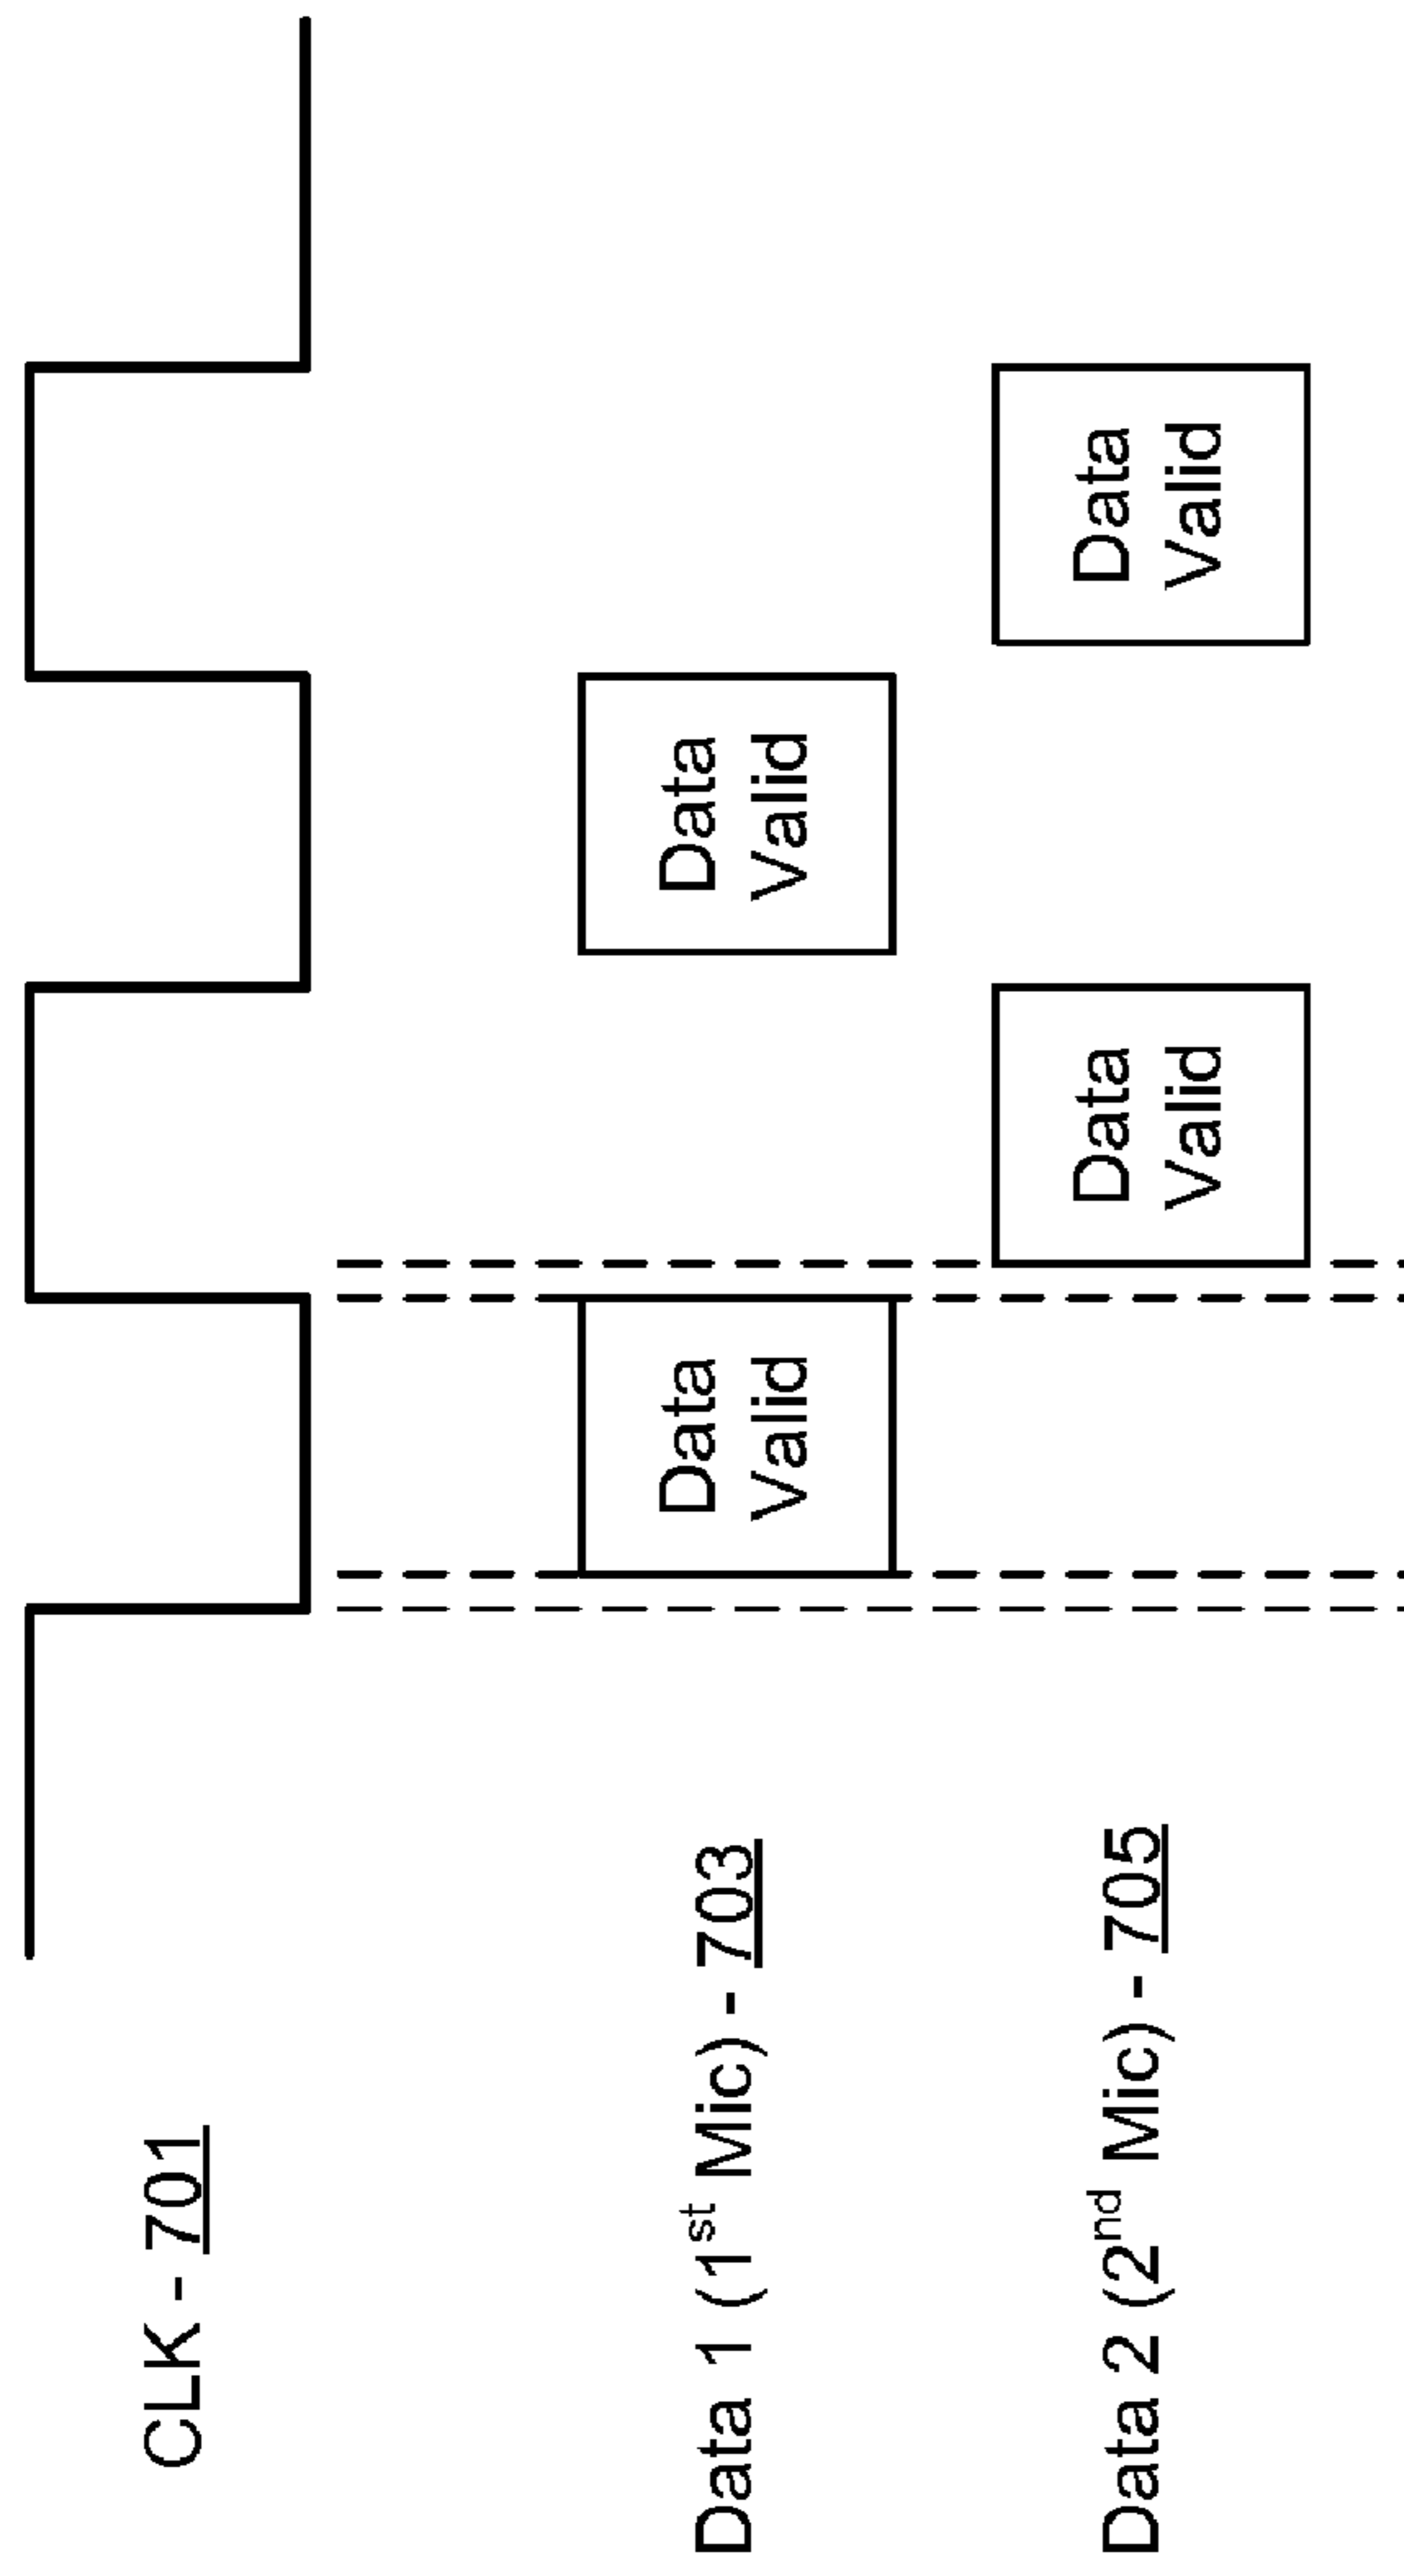 CLK - 701
Data 1 (1st Mic) - 703
Data
Valid
Data
Valid
Data 2 (2nd Mic) - 705
Data
Valid
Data
Valid